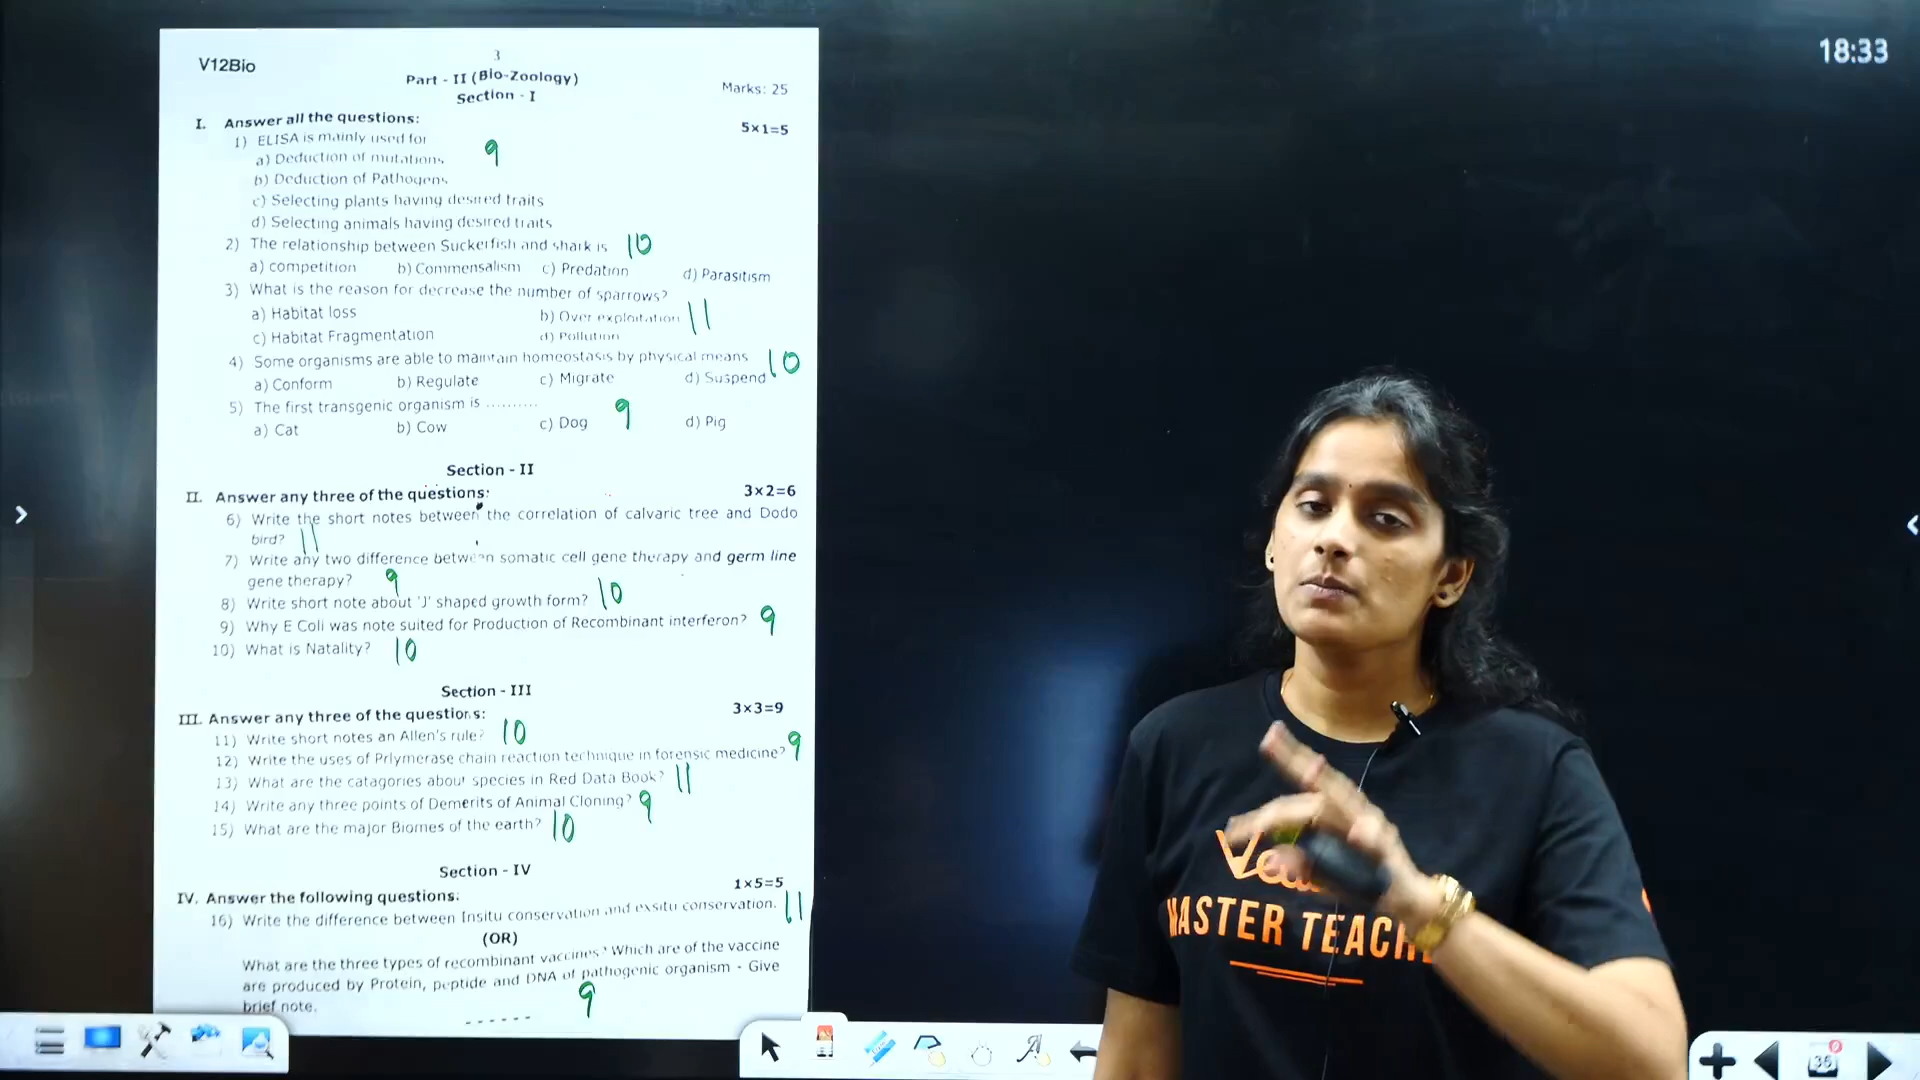 18:33
V12Bio
3
Part - II (Bio-Zoology)
Section - I
Marks: 25
I. Answer all the questions:
5×1=5
1) ELISA is mainly used for
a) Deduction of mutations
9
b) Deduction of Pathogens
c) Selecting plants having desired traits
d) Selecting animals having desired traits
2) The relationship between Suckerfish and shark is 10
a) competition b) Commensalism c) Predation d) Parasitism
3) What is the reason for decrease the number of sparrows?
a) Habitat loss b) Over exploitation 11
c) Habitat Fragmentation d) Pollution
4) Some organisms are able to maintain homeostasis by physical means 10
a) Conform b) Regulate c) Migrate d) Suspend
5) The first transgenic organism is .......... 9
a) Cat b) Cow c) Dog d) Pig
Section - II
II. Answer any three of the questions: 3×2=6
6) Write the short notes between the correlation of calvaric tree and Dodo
bird? 11
7) Write any two difference between somatic cell gene therapy and germ line
gene therapy? 9
8) Write short note about 'J' shaped growth form? 10
9) Why E Coli was note suited for Production of Recombinant interferon? 9
10) What is Natality? 10
Section - III
III. Answer any three of the questions: 3×3=9
11) Write short notes an Allen's rule? 10
12) Write the uses of Prlymerase chain reaction technique in forensic medicine? 9
13) What are the catagories about species in Red Data Book? 11
14) Write any three points of Demerits of Animal Cloning? 9
15) What are the major Biomes of the earth? 10
Section - IV
IV. Answer the following questions: 1×5=5
16) Write the difference between Insitu conservation and exsitu conservation. 11
(OR)
What are the three types of recombinant vaccines? Which are of the vaccine
are produced by Protein, peptide and DNA of pathogenic organism - Give
brief note. 9
MASTER TEACH
35